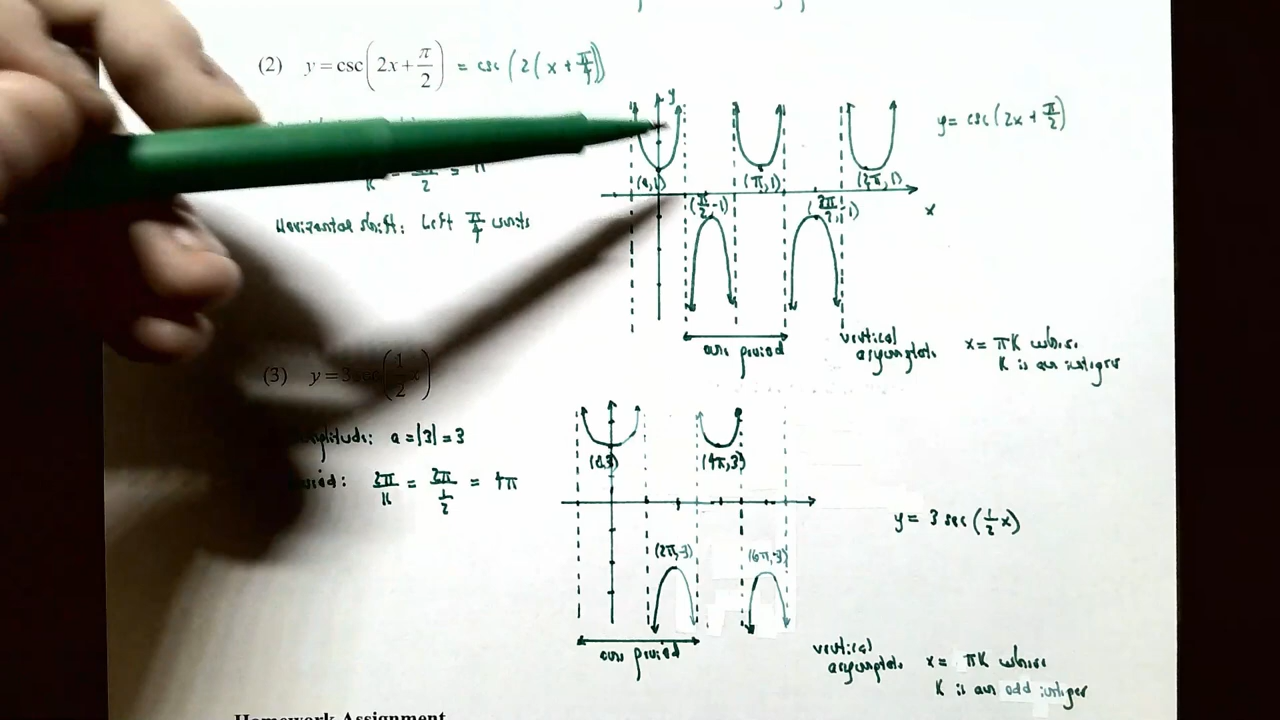 (2) y = csc(2x + π/2) = csc(2(x + π/4))
y
y = csc(2x + π/2)
(0,1) (π,1) (2π,1)
x
(π/2,-1) (3π/2,-1)
K = = π
Horizontal shift: Left π/4 units
one period
vertical asymptote x = πK where
K is an integer
(3) y = 3 sec(1/2 x)
amplitude: a = |3| = 3
(0,3) (4π,3)
2π/K = 2π/(1/2) = 4π
y = 3 sec(1/2 x)
(2π,-3) (6π,-3)
one period
vertical asymptote x = πK where
K is an odd integer
Homework Assignment